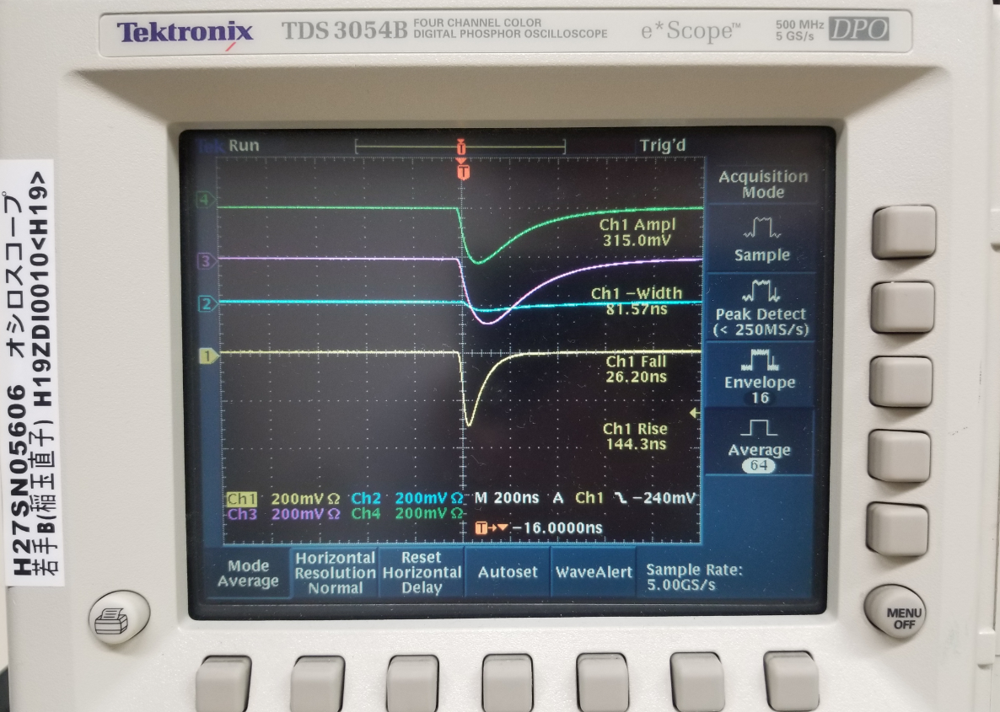 Tektronix
TDS 3054B
FOUR CHANNEL COLOR
DIGITAL PHOSPHOR OSCILLOSCOPE
e*Scope™
500 MHz
5 GS/s
DPO
H27SN05606 オシロスコープ
若手B(稲玉直子) H19ZDI0010<H19>
Tek Run
Trig'd
T
T
4
3
2
1
Ch1 Ampl
315.0mV
Ch1 −Width
81.57ns
Ch1 Fall
26.20ns
Ch1 Rise
144.3ns
Ch1 200mVΩ Ch2 200mVΩ M 200ns A Ch1 −240mV
Ch3 200mVΩ Ch4 200mVΩ
T −16.0000ns
Acquisition
Mode
Sample
Peak Detect
(< 250MS/s)
Envelope
16
Average
64
Mode
Average
Horizontal
Resolution
Normal
Reset
Horizontal
Delay
Autoset
WaveAlert
Sample Rate:
5.00GS/s
MENU
OFF